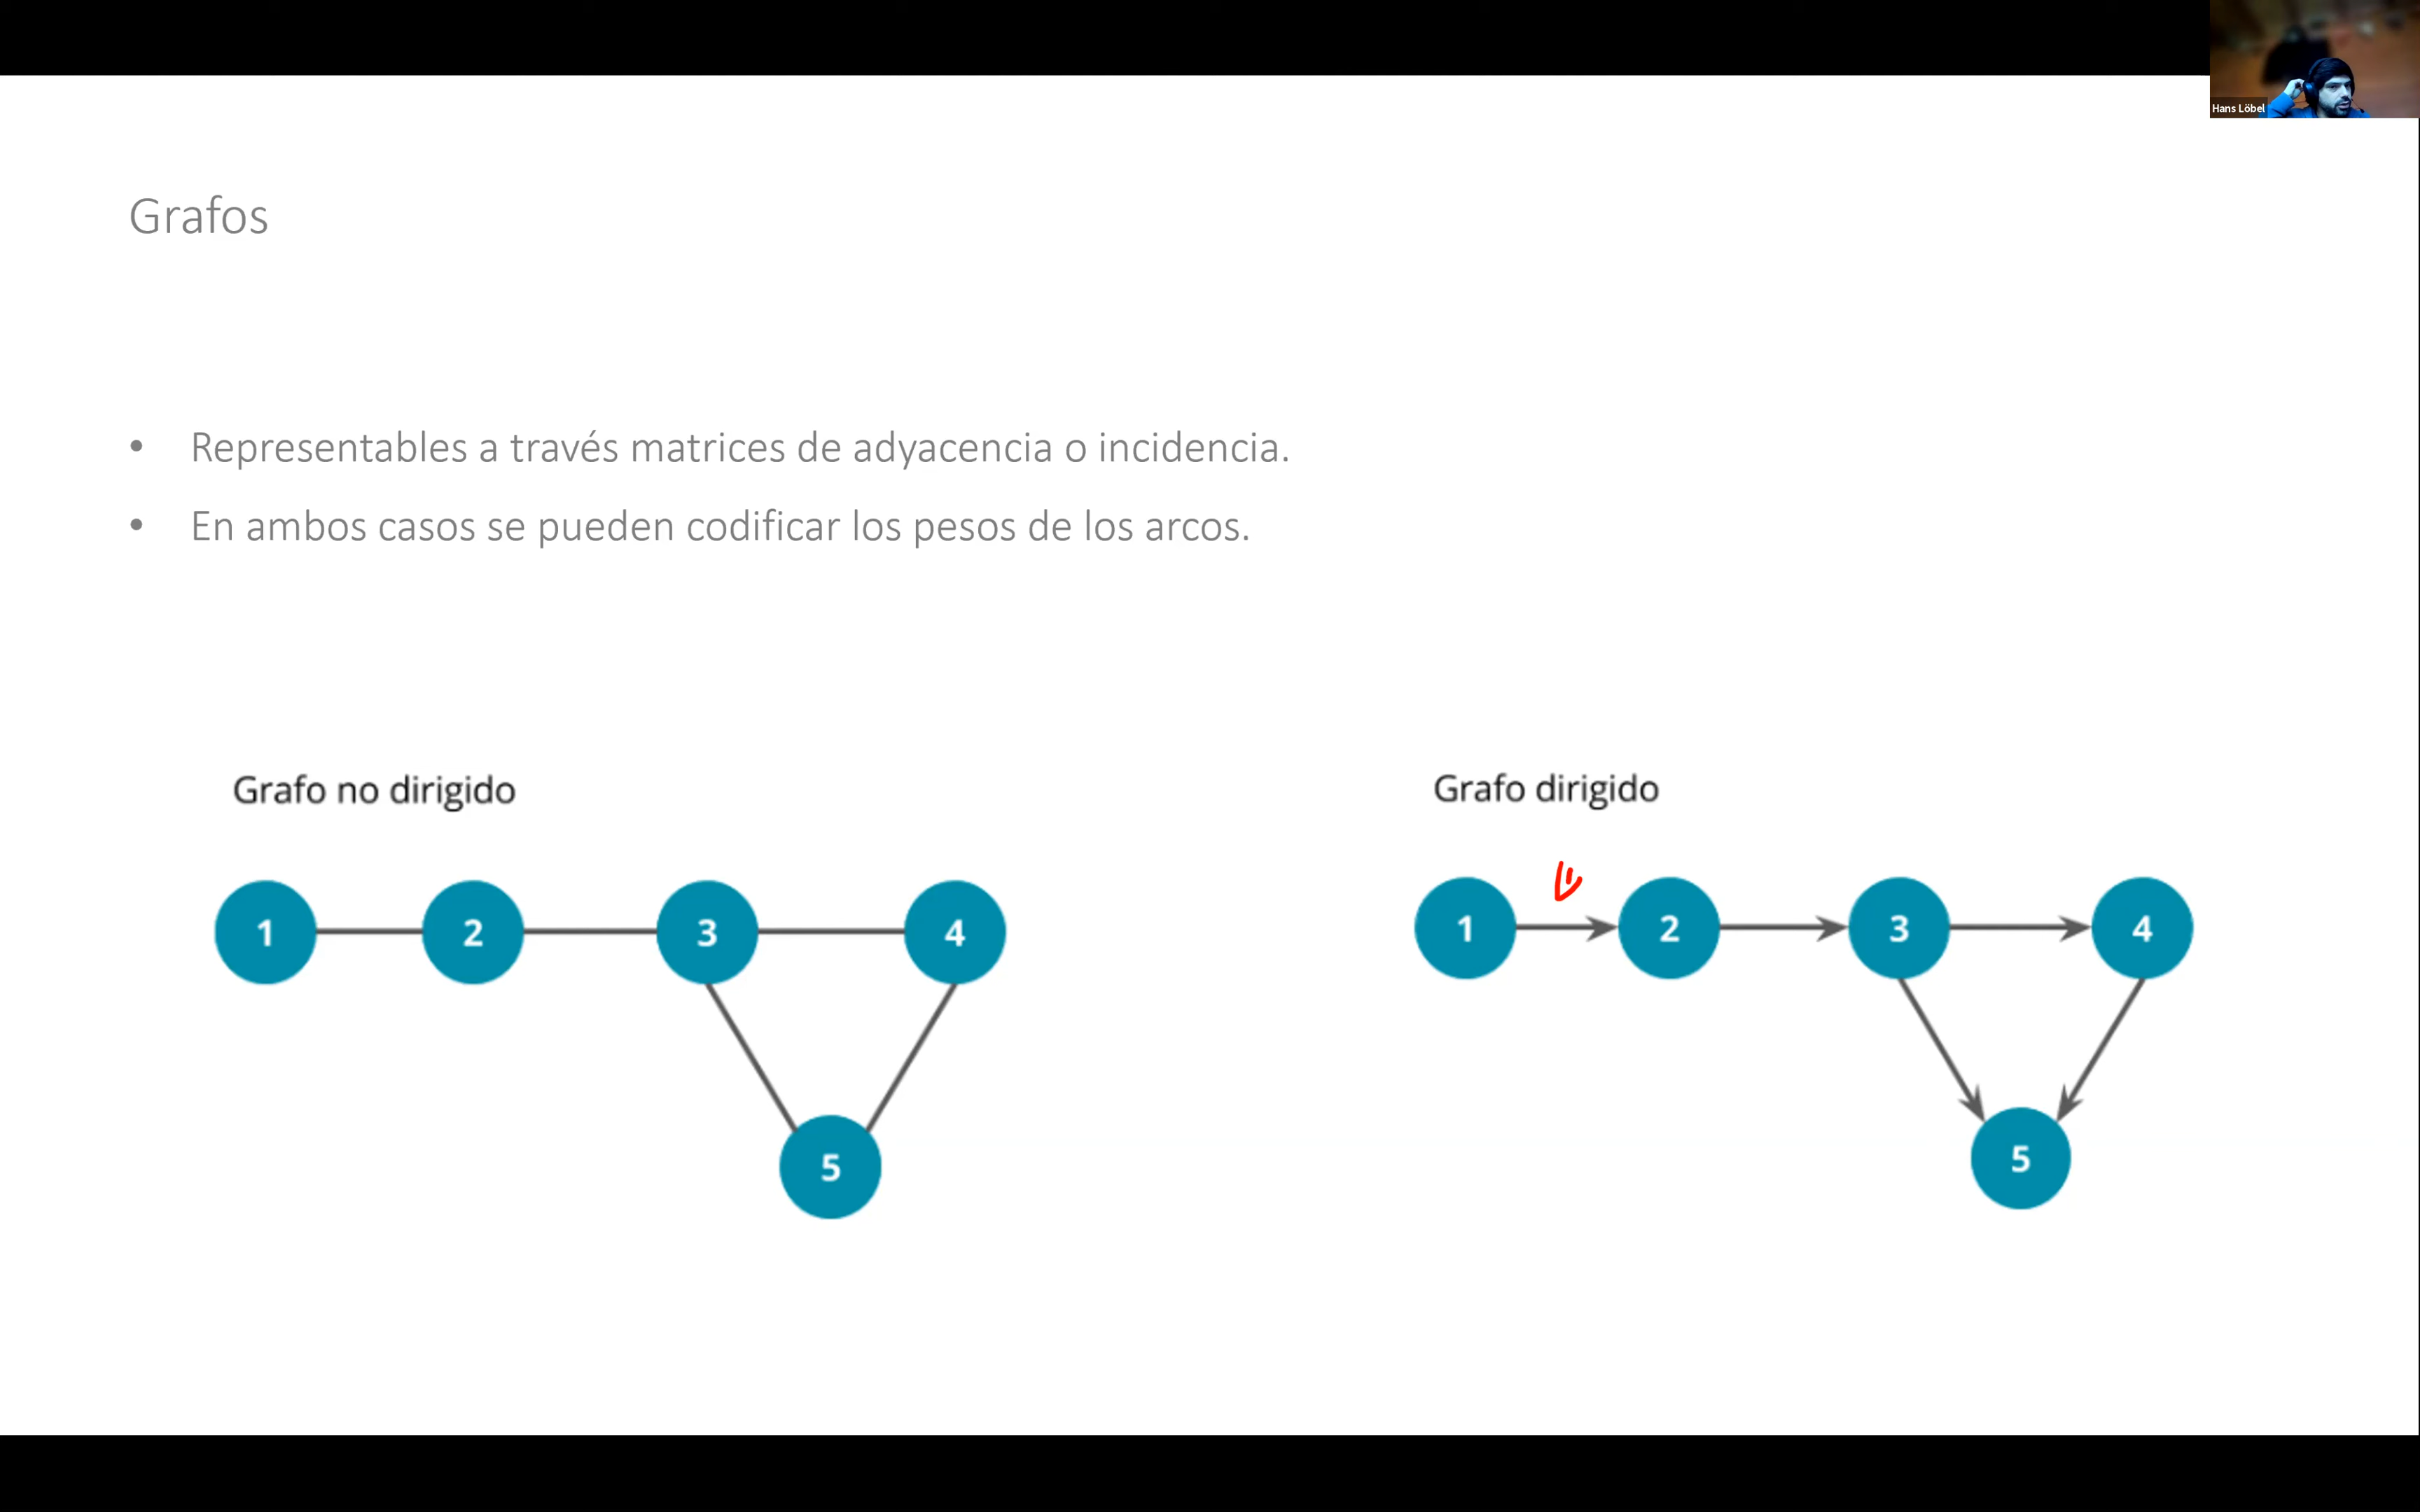 Hans Löbel
Grafos
• Representables a través matrices de adyacencia o incidencia.
• En ambos casos se pueden codificar los pesos de los arcos.
Grafo no dirigido
1 2 3 4
5
Grafo dirigido
1 2 3 4
5